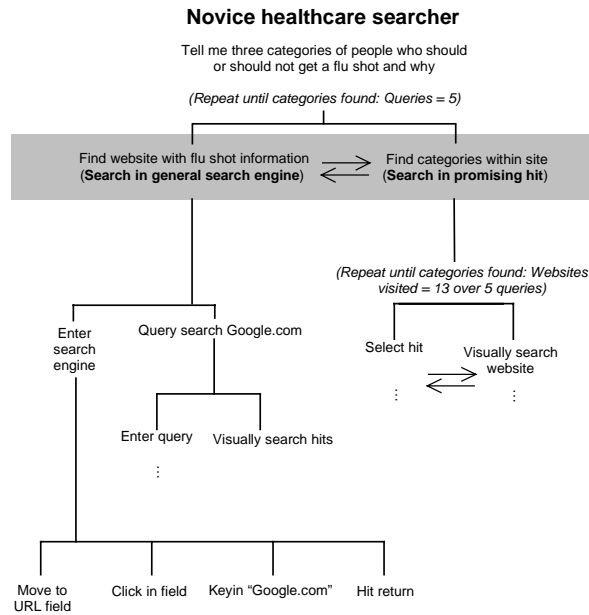 Novice healthcare searcher
Tell me three categories of people who should
or should not get a flu shot and why
(Repeat until categories found: Queries = 5)
Find website with flu shot information
(Search in general search engine)
Find categories within site
(Search in promising hit)
(Repeat until categories found: Websites
visited = 13 over 5 queries)
Enter
search
engine
Query search Google.com
Select hit
Visually search
website
⋮
⋮
Enter query
Visually search hits
⋮
Move to
URL field
Click in field
Keyin “Google.com”
Hit return